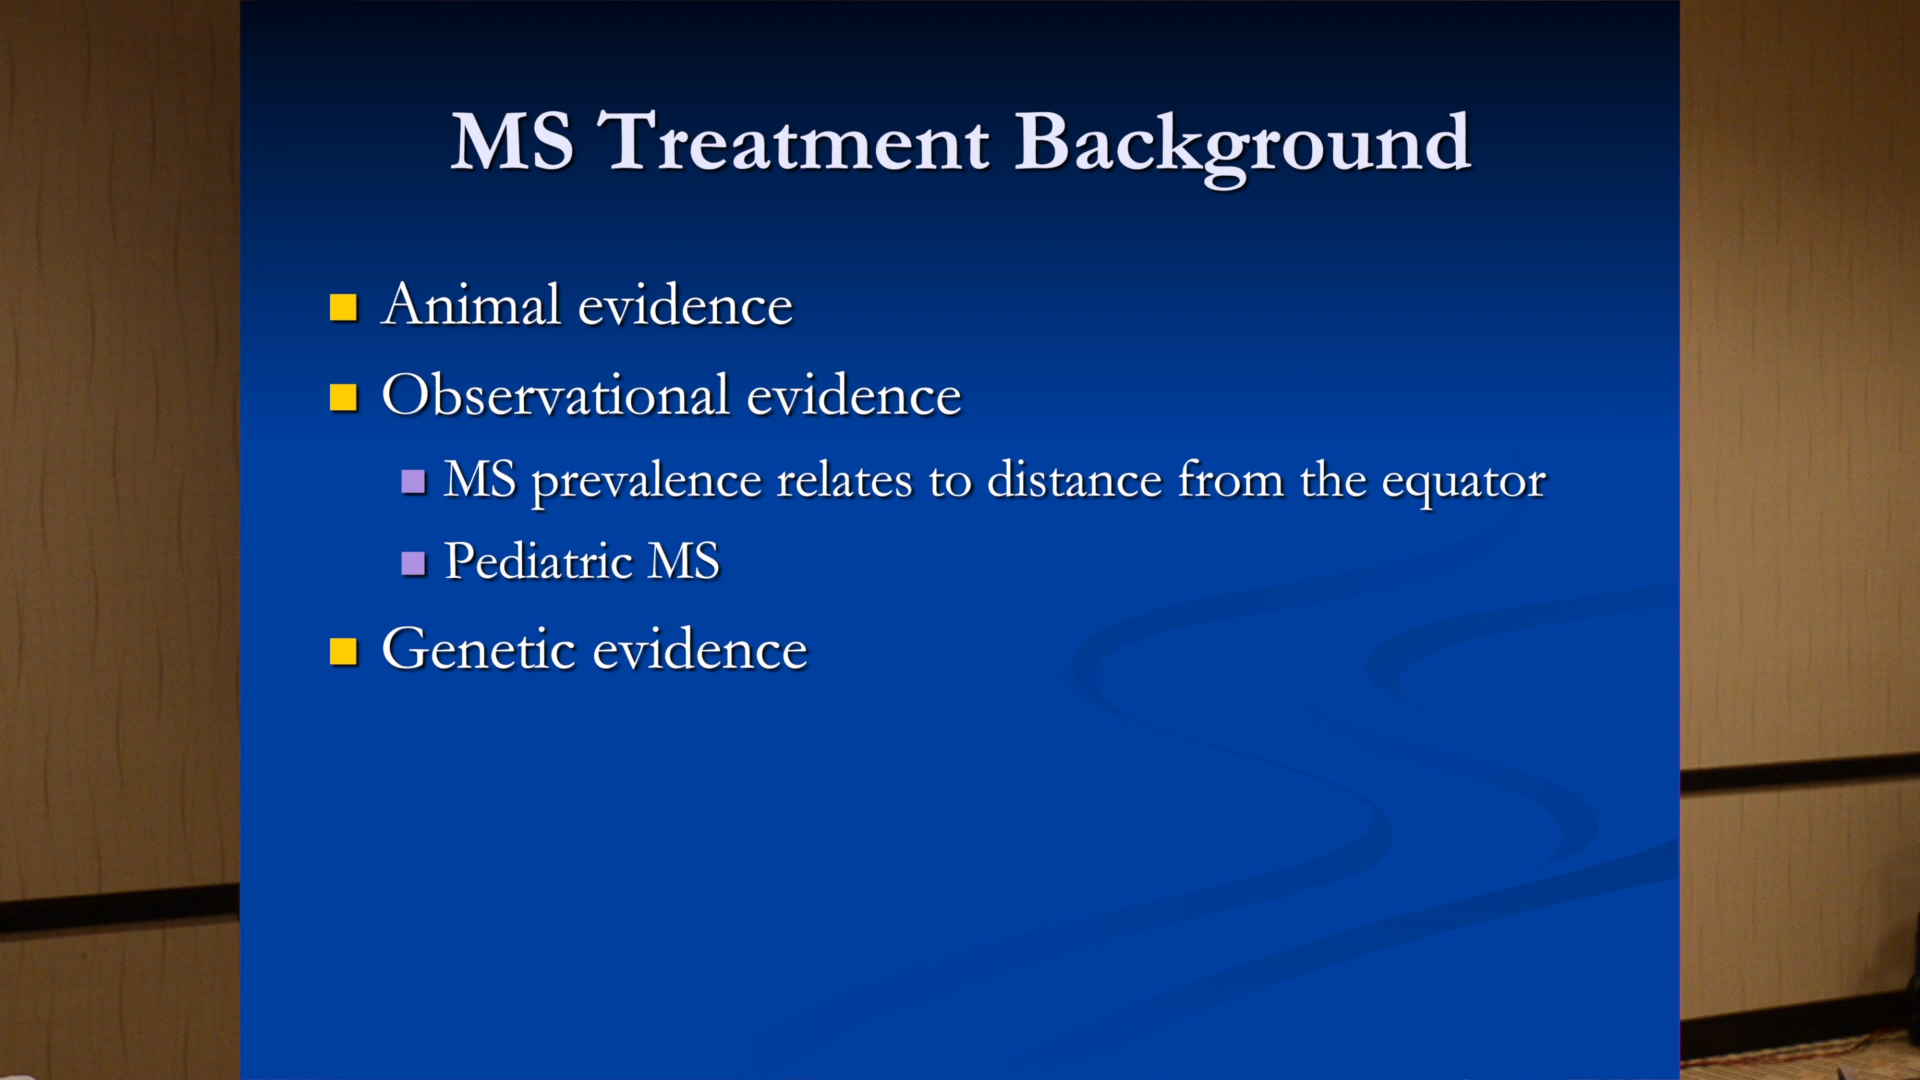 MS Treatment Background
Animal evidence
Observational evidence
MS prevalence relates to distance from the equator
Pediatric MS
Genetic evidence